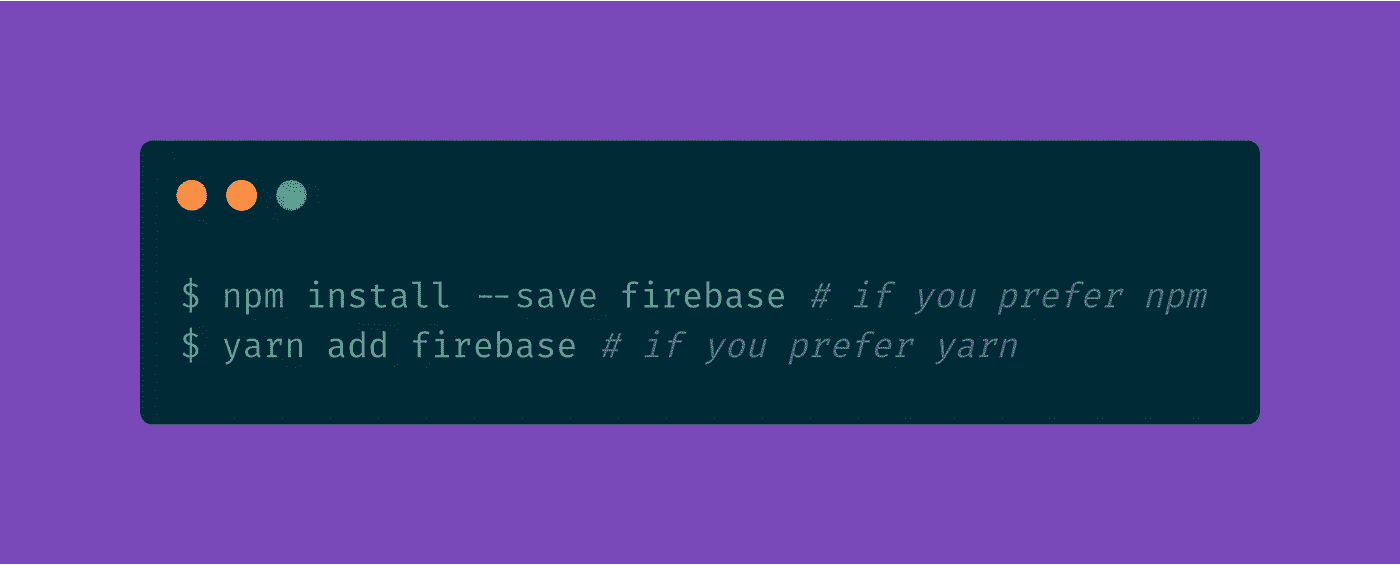 $ npm install --save firebase # if you prefer npm
$ yarn add firebase # if you prefer yarn